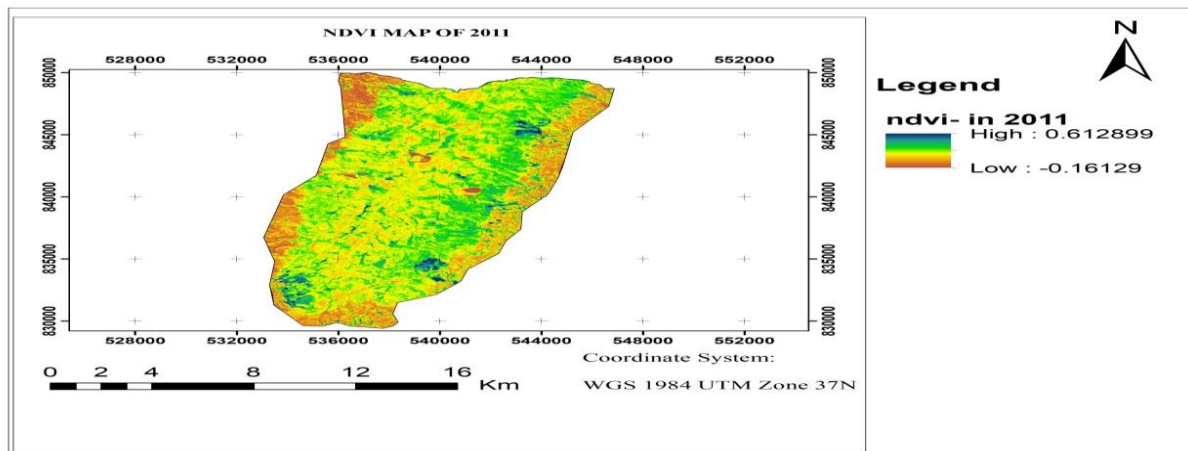 NDVI MAP OF 2011
N
528000 532000 536000 540000 544000 548000 552000
850000 850000
845000 845000
840000 840000
835000 835000
830000 830000
528000 532000 536000 540000 544000 548000 552000
Legend
ndvi- in 2011
High : 0.612899
Low : -0.16129
Coordinate System:
0 2 4 8 12 16 Km
WGS 1984 UTM Zone 37N